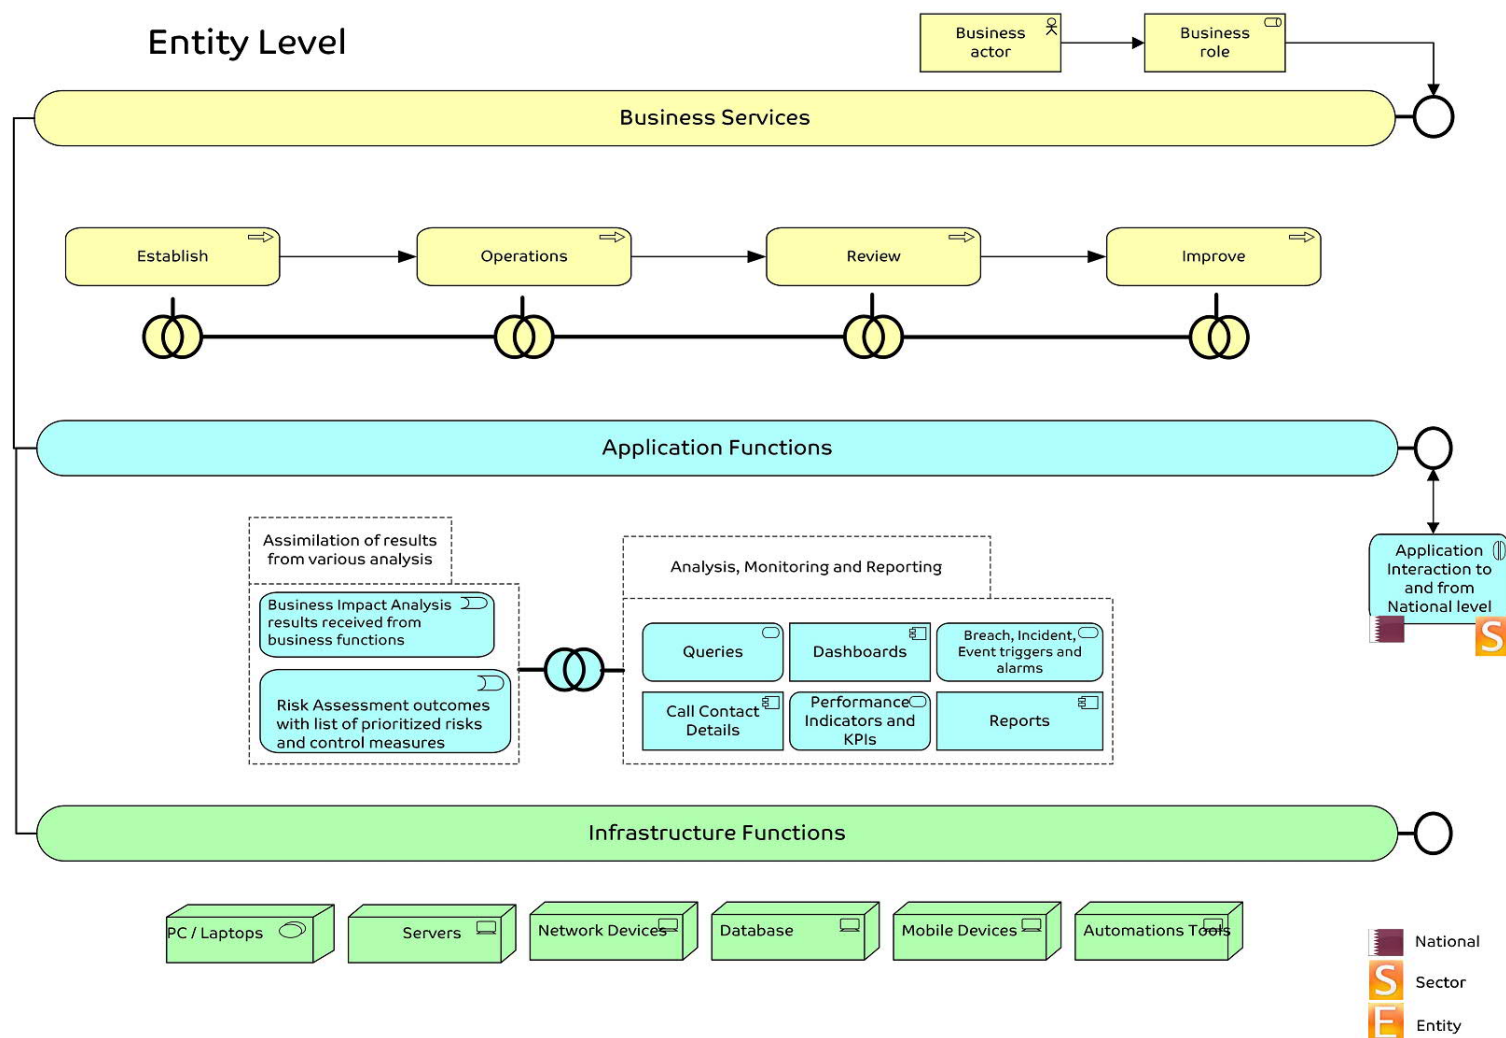 Entity Level
Business
actor
Business
role
Business Services
Establish
Operations
Review
Improve
Application Functions
Assimilation of results
from various analysis
Business Impact Analysis
results received from
business functions
Risk Assessment outcomes
with list of prioritized risks
and control measures
Analysis, Monitoring and Reporting
Queries
Dashboards
Breach, Incident,
Event triggers and
alarms
Call Contact
Details
Performance
Indicators and
KPIs
Reports
Application
Interaction to
and from
National level
S
Infrastructure Functions
PC / Laptops
Servers
Network Devices
Database
Mobile Devices
Automations Tools
National
S Sector
E Entity